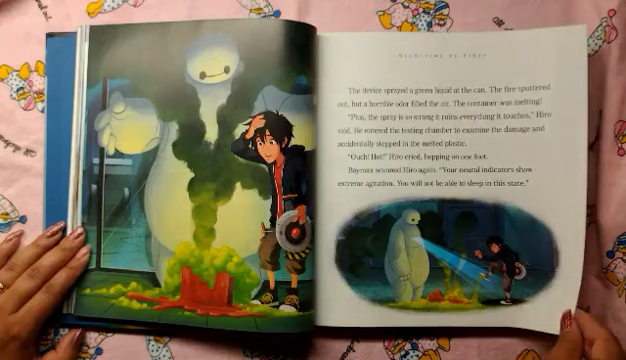 NIGHTTIME OR FIGHT
The device sprayed a green liquid at the can. The fire sputtered
out, but a horrible odor filled the air. The container was melting!
"Plus, the spray is so strong it ruins everything it touches," Hiro
said. He entered the testing chamber to examine the damage and
accidentally stepped in the melted plastic.
"Ouch! Hot!" Hiro cried, hopping on one foot.
Baymax scanned Hiro again. "Your neural indicators show
extreme agitation. You will not be able to sleep in this state."